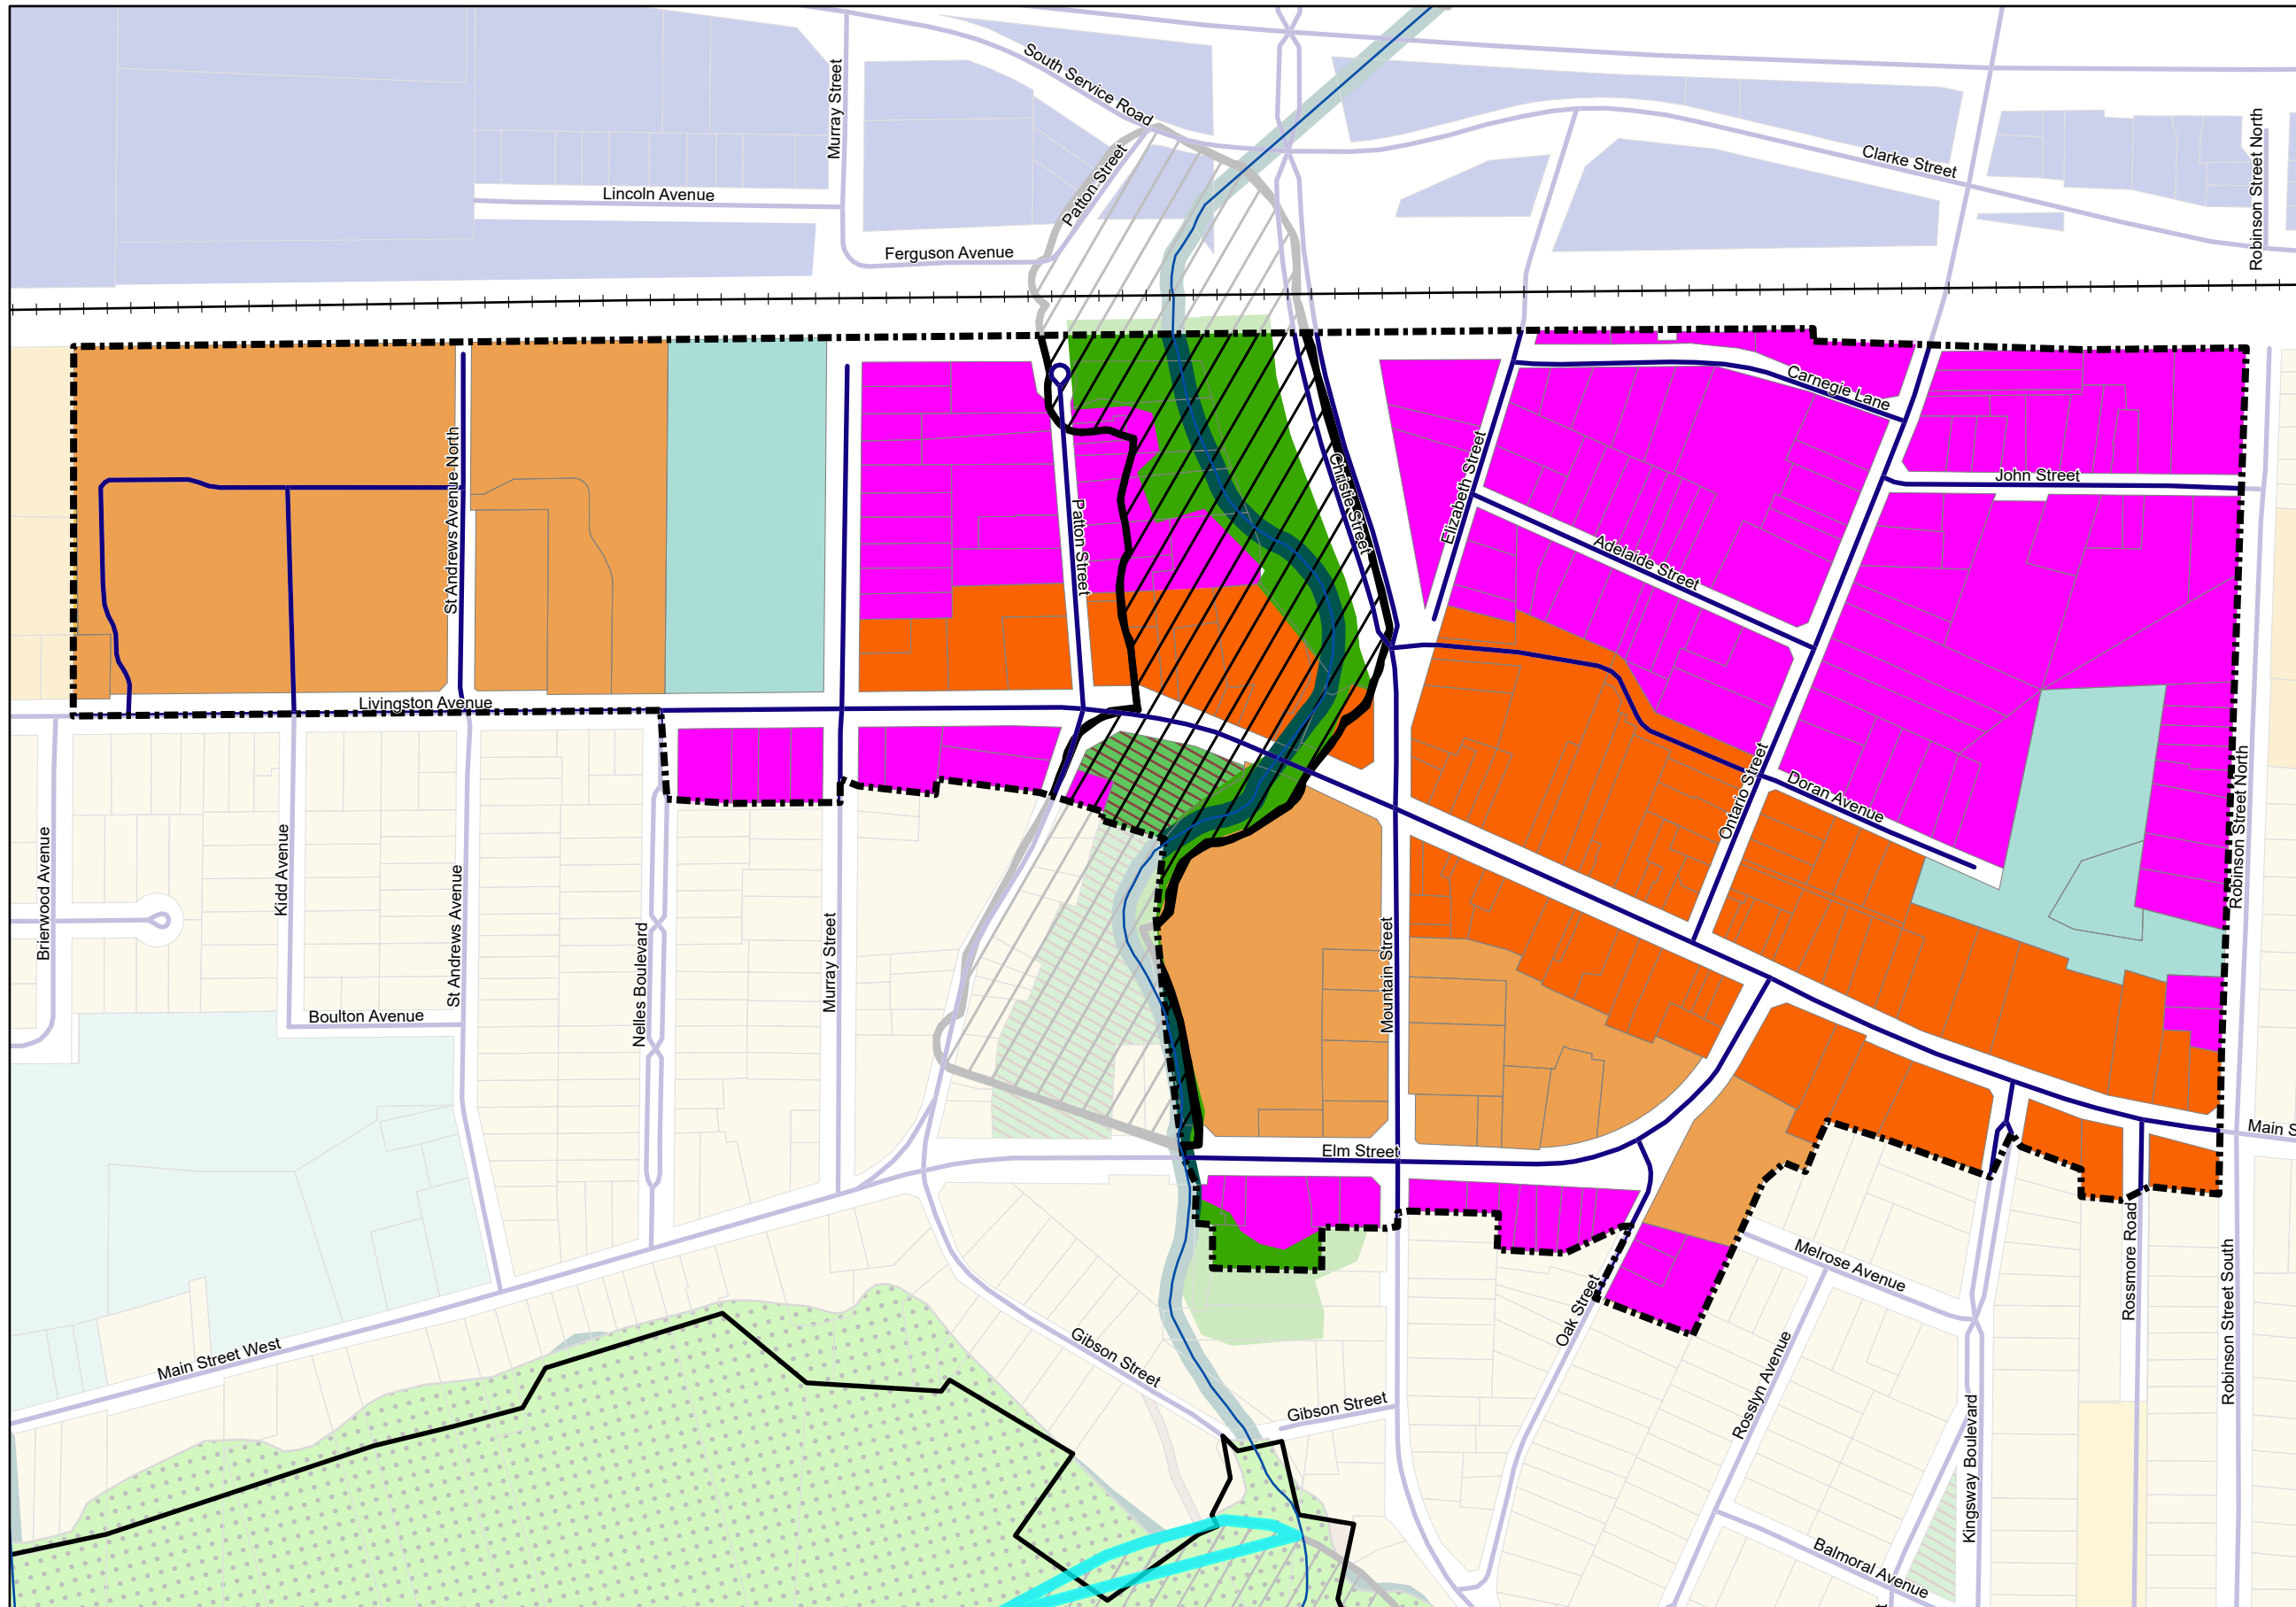 South Service Road
Murray Street
Robinson Street North
Clarke Street
Patton Street
Lincoln Avenue
Ferguson Avenue
Carnegie Lane
St Andrews Avenue North
Christie Street
Elizabeth Street
John Street
Patton Street
Adelaide Street
Livingston Avenue
Ontario Street
Doran Avenue
Robinson Street North
Brierwood Avenue
Kidd Avenue
St Andrews Avenue
Nelles Boulevard
Murray Street
Mountain Street
Boulton Avenue
Main S
Elm Street
Melrose Avenue
Rossmore Road
Robinson Street South
Oak Street
Main Street West
Gibson Street
Rosslyn Avenue
Gibson Street
Kingsway Boulevard
Balmoral Avenue